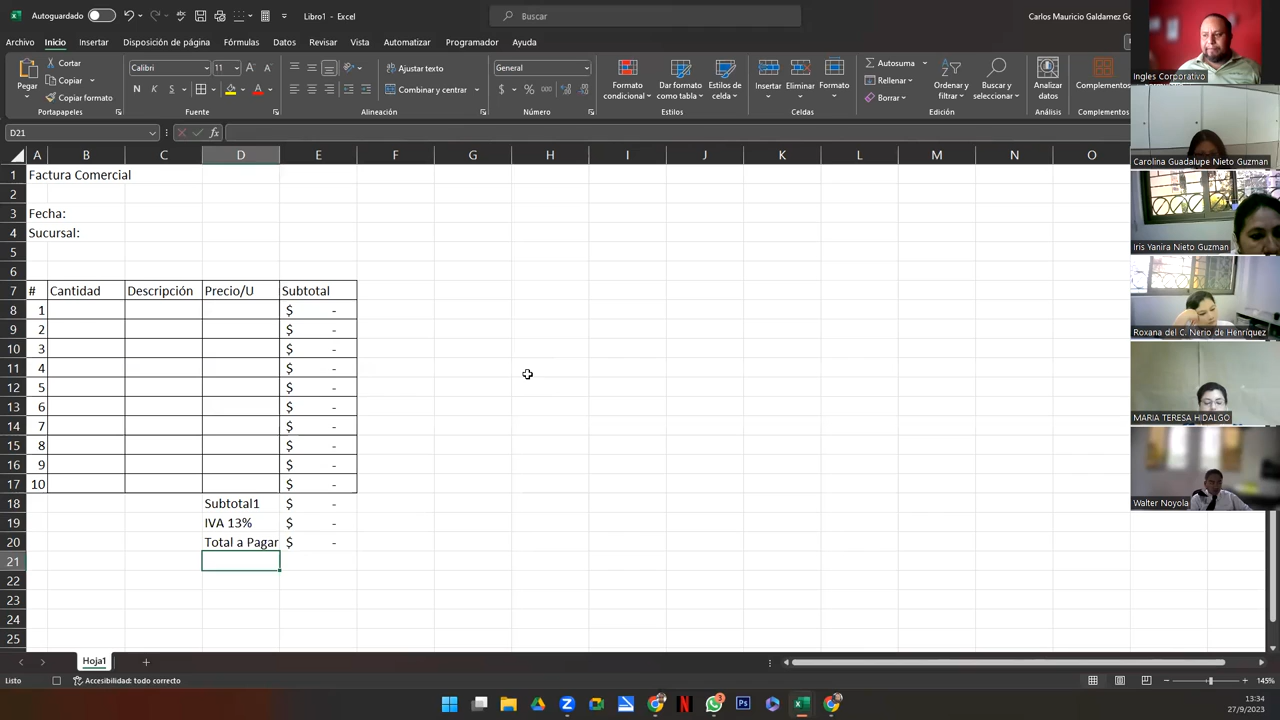 Autoguardado
Libro1 - Excel
Buscar
Carlos Mauricio Galdamez Go
Archivo Inicio Insertar Disposición de página Fórmulas Datos Revisar Vista Automatizar Programador Ayuda
Pegar
Cortar
Copiar
Copiar formato
Portapapeles
Calibri 11
N K S
Fuente
Ajustar texto
Combinar y centrar
Alineación
General
$ % 000
Número
Formato condicional
Dar formato como tabla
Estilos de celda
Estilos
Insertar Eliminar Formato
Celdas
Autosuma
Rellenar
Borrar
Ordenar y filtrar
Buscar y seleccionar
Edición
Analizar datos
Análisis
Complementos
Complementos
D21
fx
A B C D E F G H I J K L M N O
1 Factura Comercial
2
3 Fecha:
4 Sucursal:
5
6
7 # Cantidad Descripción Precio/U Subtotal
8 1 $ -
9 2 $ -
10 3 $ -
11 4 $ -
12 5 $ -
13 6 $ -
14 7 $ -
15 8 $ -
16 9 $ -
17 10 $ -
18 Subtotal1 $ -
19 IVA 13% $ -
20 Total a Pagar $ -
21
22
23
24
25
Hoja1
Listo
Accesibilidad: todo correcto
145%
13:34
27/9/2023
Ingles Corporativo
Carolina Guadalupe Nieto Guzman
Iris Yanira Nieto Guzman
Roxana del C. Nerio de Henríquez
MARIA TERESA HIDALGO
Walter Noyola